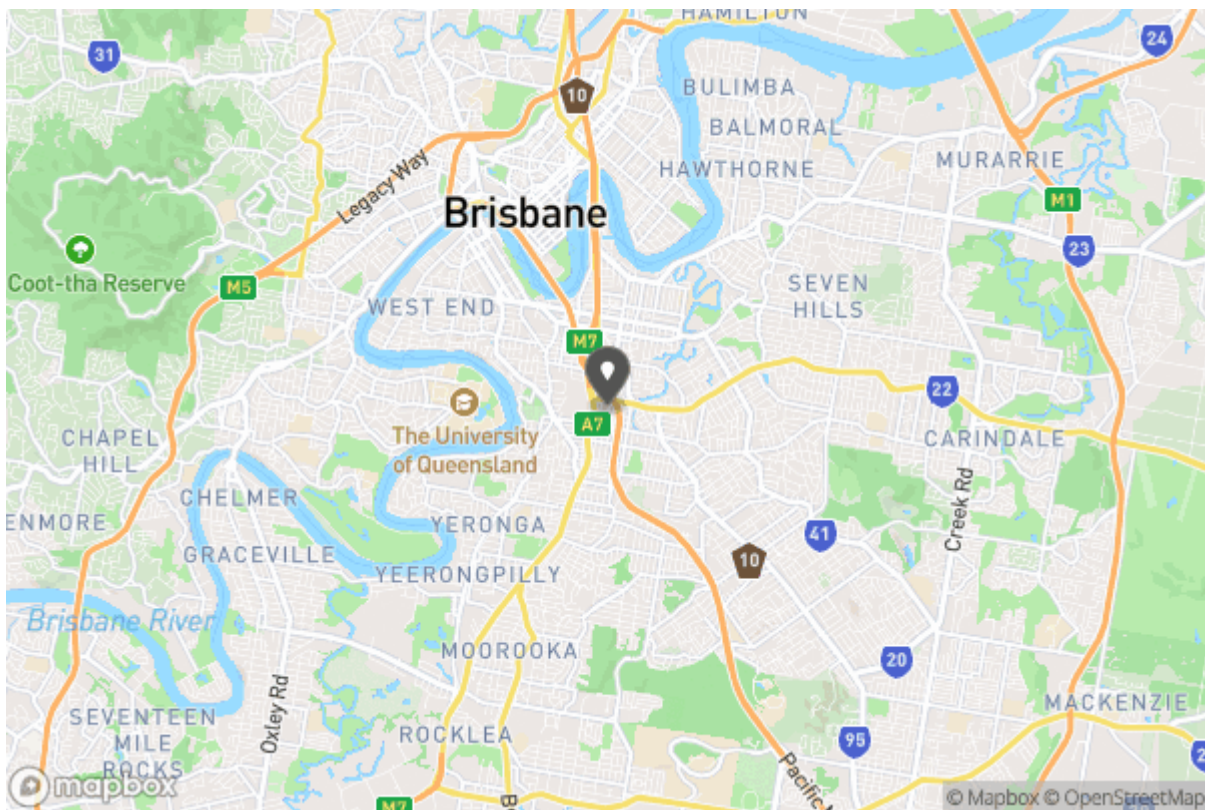 HAMILTON
31
24
10
BULIMBA
BALMORAL
HAWTHORNE
MURARRIE
Legacy Way
M1
Brisbane
23
Coot-tha Reserve
M5
SEVEN
HILLS
WEST END
M7
22
The University
of Queensland
A7
CHAPEL
HILL
CARINDALE
CHELMER
Creek Rd
ENMORE
YERONGA
41
GRACEVILLE
10
YEERONGPILLY
Brisbane River
MOOROOKA
20
Oxley Rd
MACKENZIE
SEVENTEEN
MILE
ROCKS
ROCKLEA
95
Pacific
mapbox
M7
© Mapbox © OpenStreetMap